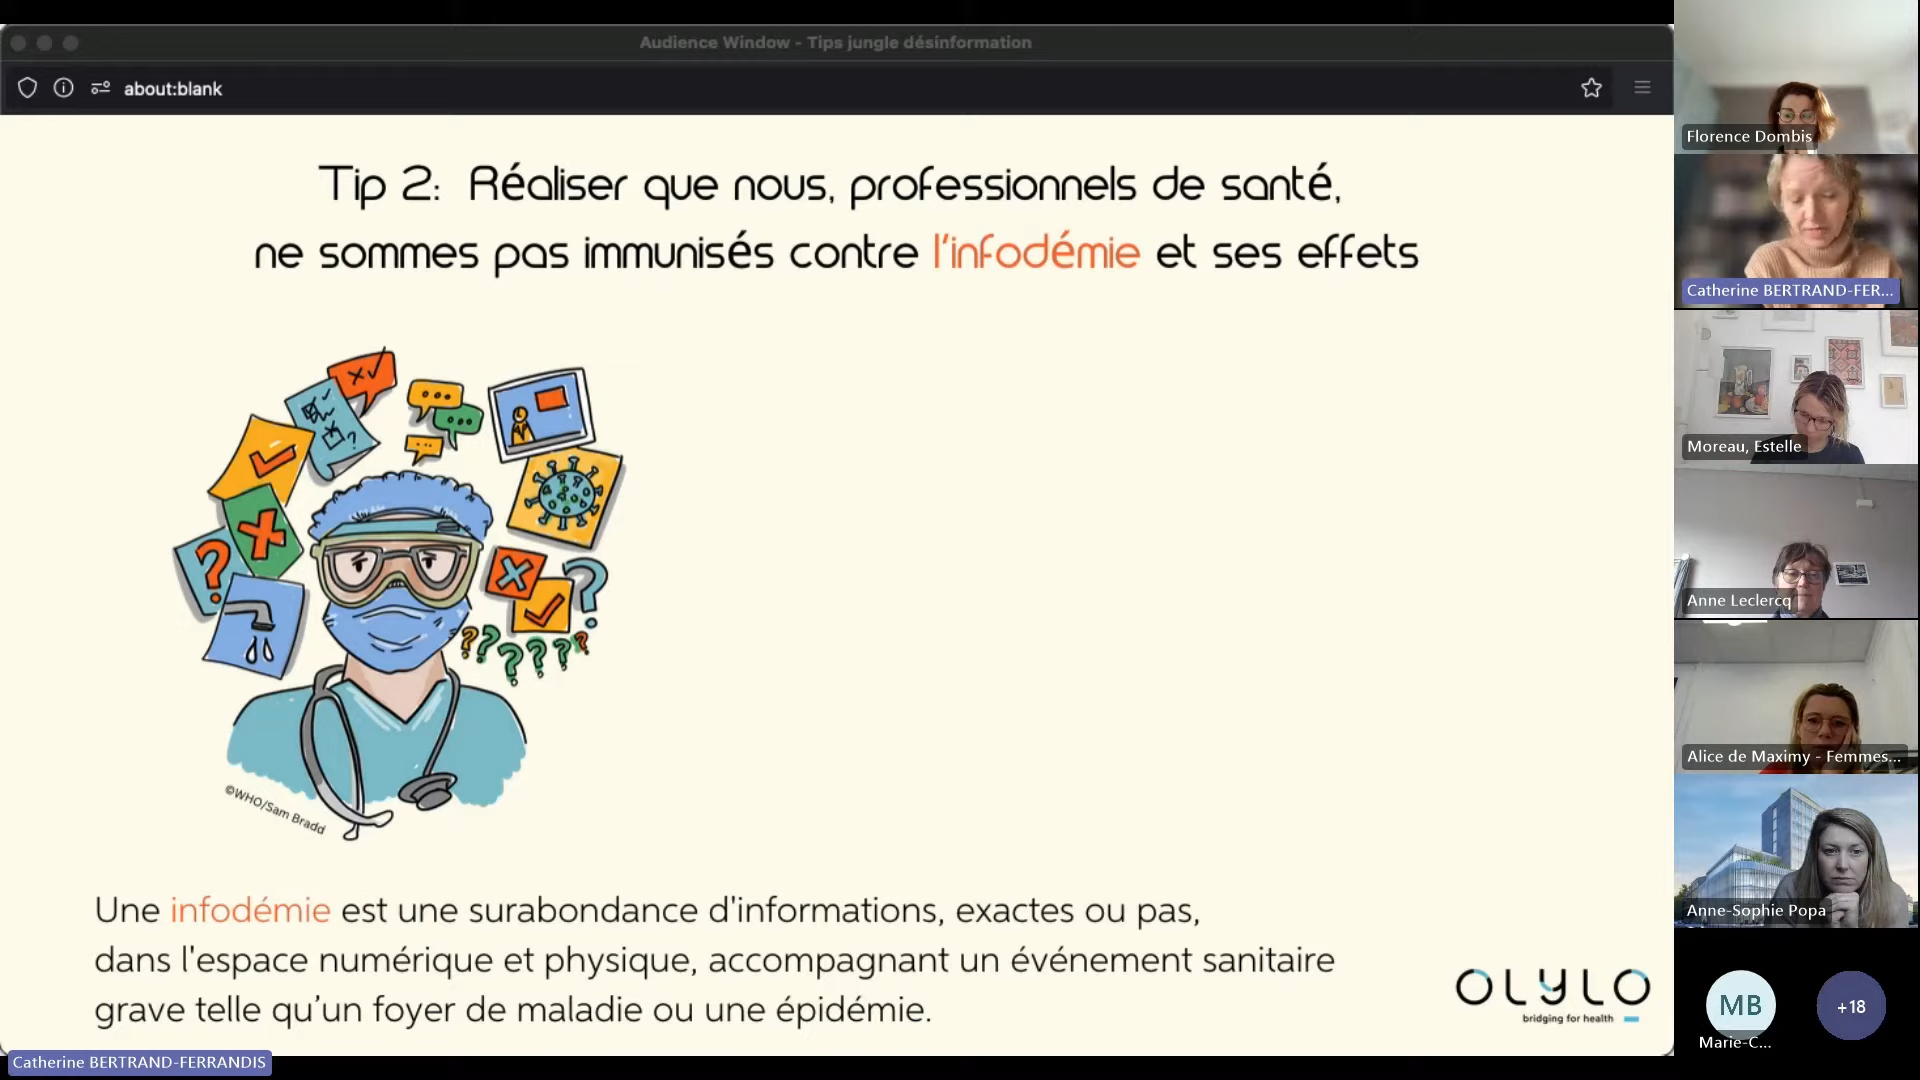 Audience Window - Tips jungle désinformation
about:blank
Tip 2: Réaliser que nous, professionnels de santé,
ne sommes pas immunisés contre l'infodémie et ses effets
©WHO/Sam Bradd
Une infodémie est une surabondance d'informations, exactes ou pas,
dans l'espace numérique et physique, accompagnant un événement sanitaire
grave telle qu’un foyer de maladie ou une épidémie.
OLYLO
bridging for health
Catherine BERTRAND-FERRANDIS
Florence Dombis
Catherine BERTRAND-FER...
Moreau, Estelle
Anne Leclercq
Alice de Maximy - Femmes...
Anne-Sophie Popa
MB
Marie-C...
+18